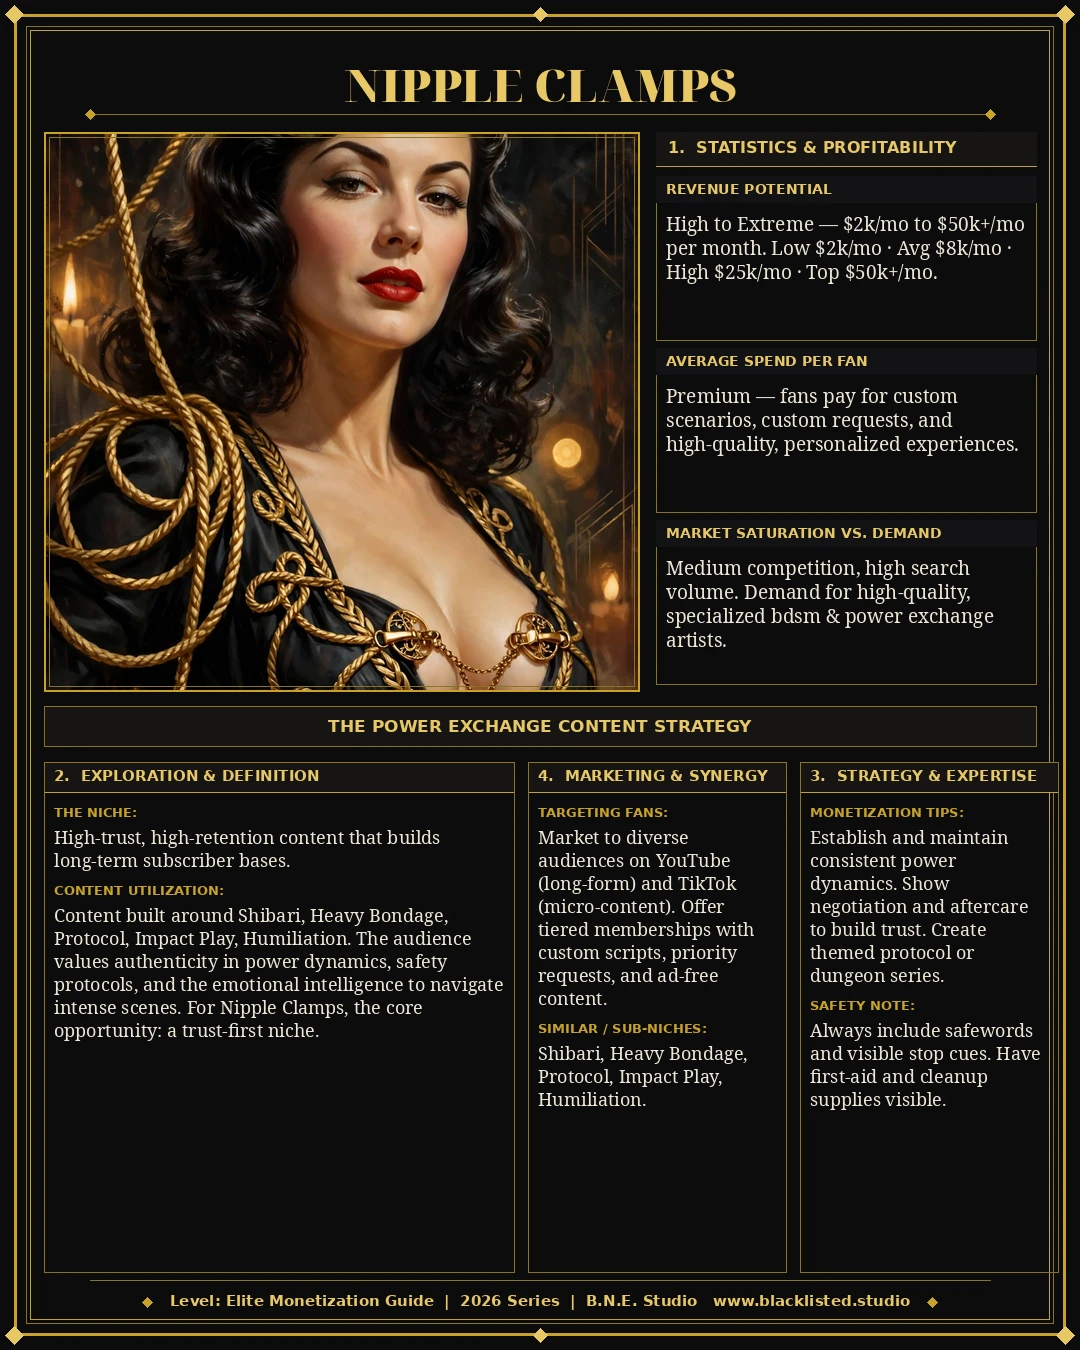 NIPPLE CLAMPS
1. STATISTICS & PROFITABILITY
REVENUE POTENTIAL
High to Extreme — $2k/mo to $50k+/mo
per month. Low $2k/mo · Avg $8k/mo ·
High $25k/mo · Top $50k+/mo.
AVERAGE SPEND PER FAN
Premium — fans pay for custom
scenarios, custom requests, and
high-quality, personalized experiences.
MARKET SATURATION VS. DEMAND
Medium competition, high search
volume. Demand for high-quality,
specialized bdsm & power exchange
artists.
THE POWER EXCHANGE CONTENT STRATEGY
2. EXPLORATION & DEFINITION
THE NICHE:
High-trust, high-retention content that builds
long-term subscriber bases.
CONTENT UTILIZATION:
Content built around Shibari, Heavy Bondage,
Protocol, Impact Play, Humiliation. The audience
values authenticity in power dynamics, safety
protocols, and the emotional intelligence to navigate
intense scenes. For Nipple Clamps, the core
opportunity: a trust-first niche.
4. MARKETING & SYNERGY
TARGETING FANS:
Market to diverse
audiences on YouTube
(long-form) and TikTok
(micro-content). Offer
tiered memberships with
custom scripts, priority
requests, and ad-free
content.
SIMILAR / SUB-NICHES:
Shibari, Heavy Bondage,
Protocol, Impact Play,
Humiliation.
3. STRATEGY & EXPERTISE
MONETIZATION TIPS:
Establish and maintain
consistent power
dynamics. Show
negotiation and aftercare
to build trust. Create
themed protocol or
dungeon series.
SAFETY NOTE:
Always include safewords
and visible stop cues. Have
first-aid and cleanup
supplies visible.
Level: Elite Monetization Guide | 2026 Series | B.N.E. Studio www.blacklisted.studio